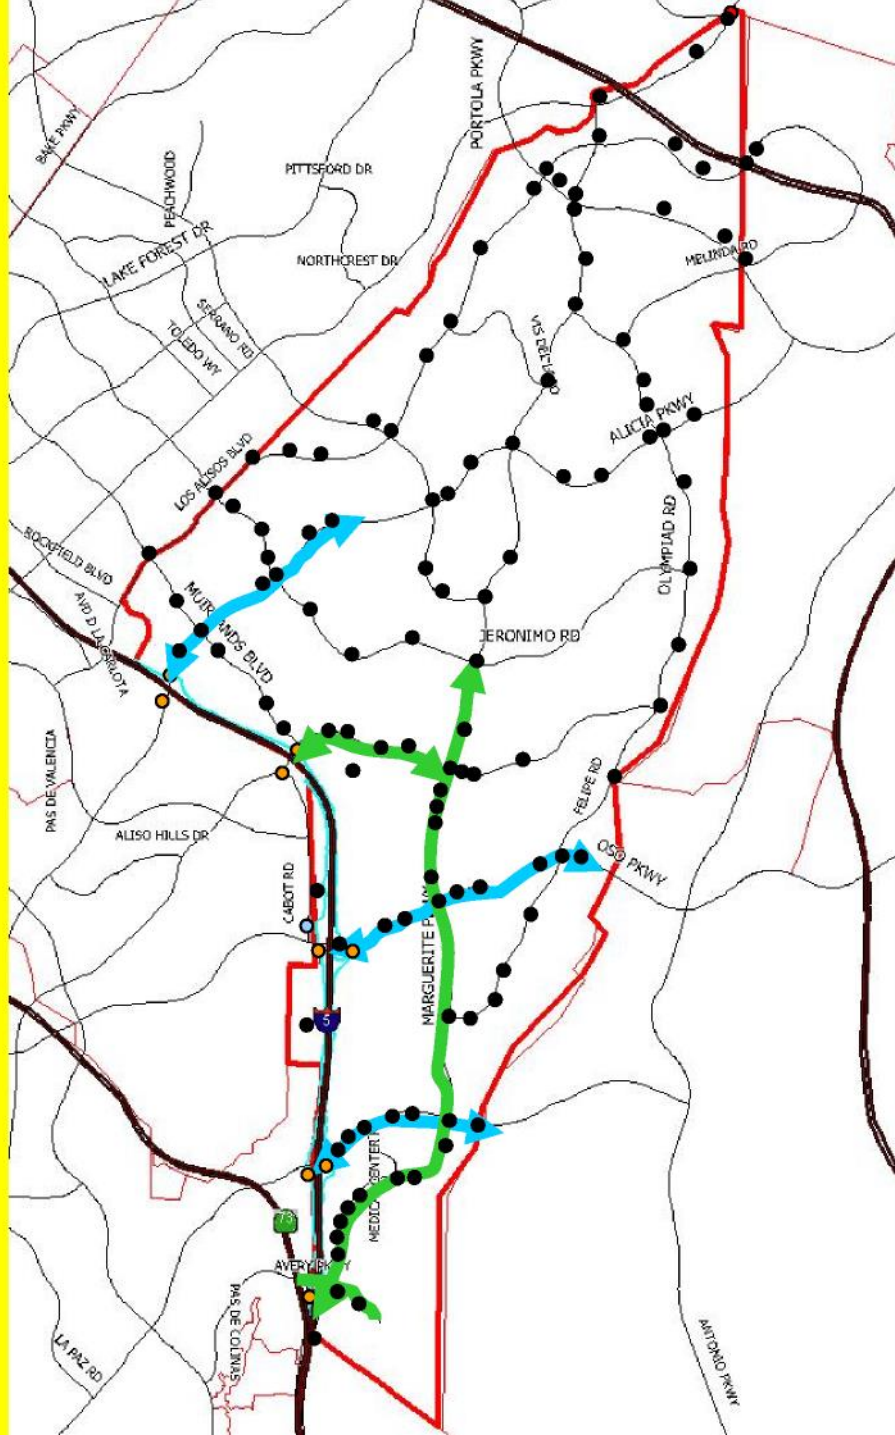 PORTOLA PKWY
BAKE PKWY
PEACHWOOD
PITTSFORD DR
LAKE FOREST DR
NORTHCREST DR
MELINDA RD
SERRANO RD
TOLEDO WY
ALICIA PKWY
LOS ALISOS BLVD
OLYMPIAD RD
ROCKFIELD BLVD
AVD D LA CARLOTA
JERONIMO RD
PAS DE VALENCIA
FELIPE RD
ALISO HILLS DR
OSO PKWY
CABOT RD
5
73
PAS DE COLINAS
LA PAZ RD
ANTONIO PKWY